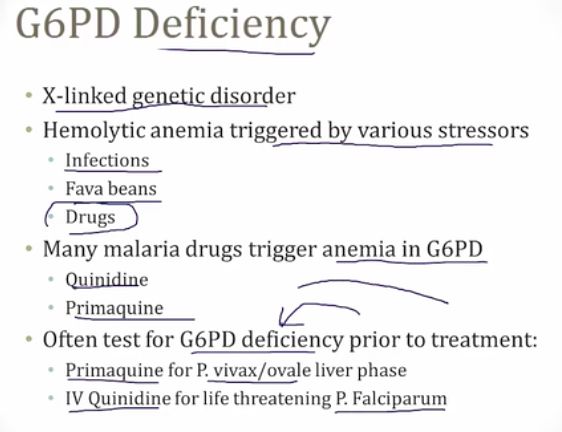 G6PD Deficiency
• X-linked genetic disorder
• Hemolytic anemia triggered by various stressors
• Infections
• Fava beans
• Drugs
• Many malaria drugs trigger anemia in G6PD
• Quinidine
• Primaquine
• Often test for G6PD deficiency prior to treatment:
• Primaquine for P. vivax/ovale liver phase
• IV Quinidine for life threatening P. Falciparum